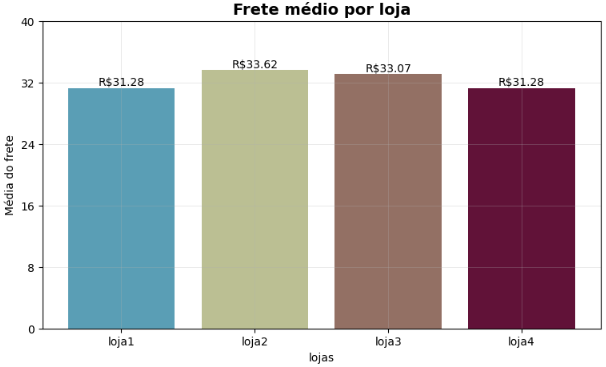 Frete médio por loja
Média do frete
40
32
24
16
8
0
R$31.28
R$33.62
R$33.07
R$31.28
loja1
loja2
loja3
loja4
lojas